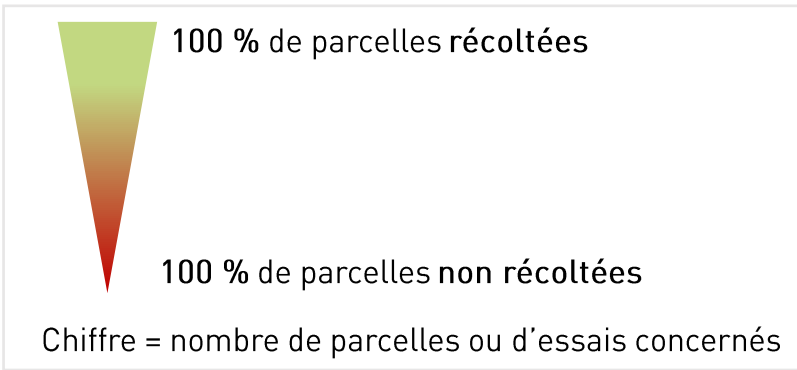 100 % de parcelles récoltées
100 % de parcelles non récoltées
Chiffre = nombre de parcelles ou d’essais concernés